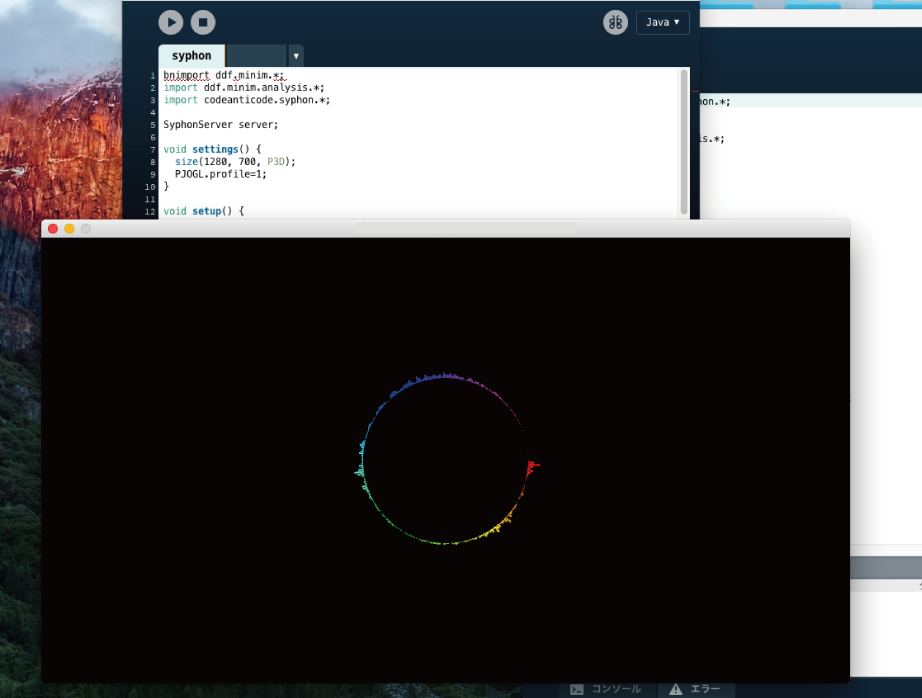 Java ▼
syphon
▼
1 bnimport ddf.minim.*;
2 import ddf.minim.analysis.*;
3 import codeanticode.syphon.*;
4
5 SyphonServer server;
6
7 void settings() {
8 size(1280, 700, P3D);
9 PJOGL.profile=1;
10 }
11
12 void setup() {
hon.*;
is.*;
コンソール
エラー